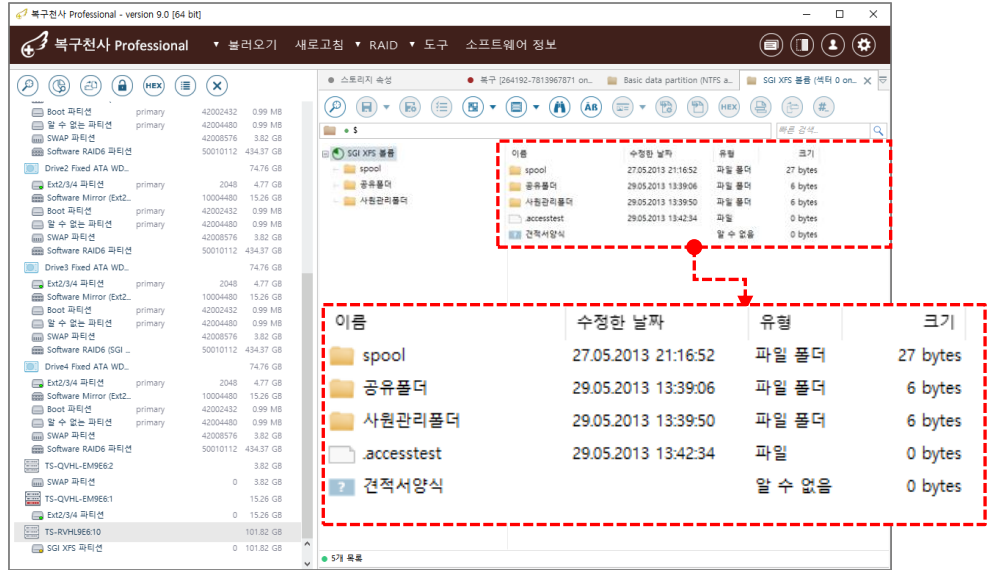 복구천사 Professional - version 9.0 [64 bit]
복구천사 Professional ▼ 불러오기 새로고침 ▼ RAID ▼ 도구 소프트웨어 정보
스토리지 속성 복구 [264192-7813967871 on... Basic data partition (NTFS a... SGI XFS 볼륨 (섹터 0 on...
HEX
ÄB HEX #
$ 빠른 검색...
Boot 파티션 primary 42002432 0.99 MB
알 수 없는 파티션 primary 42004480 0.99 MB
SWAP 파티션 42008576 3.82 GB
Software RAID6 파티션 50010112 434.37 GB
Drive2 Fixed ATA WD... 74.76 GB
Ext2/3/4 파티션 primary 2048 4.77 GB
Software Mirror (Ext2... 10004480 15.26 GB
Boot 파티션 primary 42002432 0.99 MB
알 수 없는 파티션 primary 42004480 0.99 MB
SWAP 파티션 42008576 3.82 GB
Software RAID6 파티션 50010112 434.37 GB
Drive3 Fixed ATA WD... 74.76 GB
Ext2/3/4 파티션 primary 2048 4.77 GB
Software Mirror (Ext2... 10004480 15.26 GB
Boot 파티션 primary 42002432 0.99 MB
알 수 없는 파티션 primary 42004480 0.99 MB
SWAP 파티션 42008576 3.82 GB
Software RAID6 (SGI ... 50010112 434.37 GB
Drive4 Fixed ATA WD... 74.76 GB
Ext2/3/4 파티션 primary 2048 4.77 GB
Software Mirror (Ext2... 10004480 15.26 GB
Boot 파티션 primary 42002432 0.99 MB
알 수 없는 파티션 primary 42004480 0.99 MB
SWAP 파티션 42008576 3.82 GB
Software RAID6 파티션 50010112 434.37 GB
TS-QVHL-EM9E6:2 3.82 GB
SWAP 파티션 0 3.82 GB
TS-QVHL-EM9E6:1 15.26 GB
Ext2/3/4 파티션 0 15.26 GB
TS-RVHL9E6:10 101.82 GB
SGI XFS 파티션 0 101.82 GB
SGI XFS 볼륨
spool
공유폴더
사원관리폴더
이름 수정한 날짜 유형 크기
spool 27.05.2013 21:16:52 파일 폴더 27 bytes
공유폴더 29.05.2013 13:39:06 파일 폴더 6 bytes
사원관리폴더 29.05.2013 13:39:50 파일 폴더 6 bytes
.accesstest 29.05.2013 13:42:34 파일 0 bytes
견적서양식 알 수 없음 0 bytes
이름 수정한 날짜 유형 크기
spool 27.05.2013 21:16:52 파일 폴더 27 bytes
공유폴더 29.05.2013 13:39:06 파일 폴더 6 bytes
사원관리폴더 29.05.2013 13:39:50 파일 폴더 6 bytes
.accesstest 29.05.2013 13:42:34 파일 0 bytes
견적서양식 알 수 없음 0 bytes
5개 목록